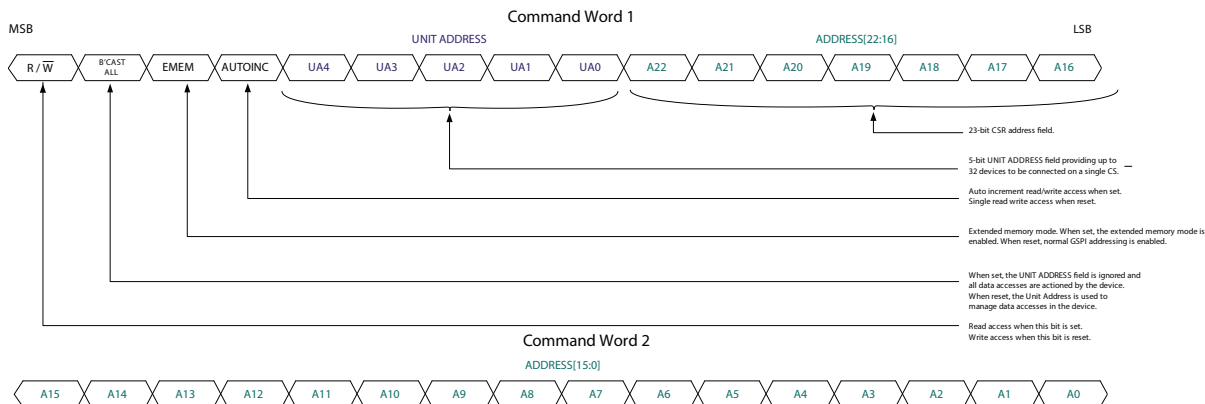 Command Word 1
MSB
LSB
UNIT ADDRESS
ADDRESS[22:16]
R / W
B'CAST
ALL
EMEM
AUTOINC
UA4
UA3
UA2
UA1
UA0
A22
A21
A20
A19
A18
A17
A16
23-bit CSR address field.
5-bit UNIT ADDRESS field providing up to
32 devices to be connected on a single CS.
Auto increment read/write access when set.
Single read write access when reset.
Extended memory mode. When set, the extended memory mode is
enabled. When reset, normal GSPI addressing is enabled.
When set, the UNIT ADDRESS field is ignored and
all data accesses are actioned by the device.
When reset, the Unit Address is used to
manage data accesses in the device.
Read access when this bit is set.
Write access when this bit is reset.
Command Word 2
ADDRESS[15:0]
A15
A14
A13
A12
A11
A10
A9
A8
A7
A6
A5
A4
A3
A2
A1
A0